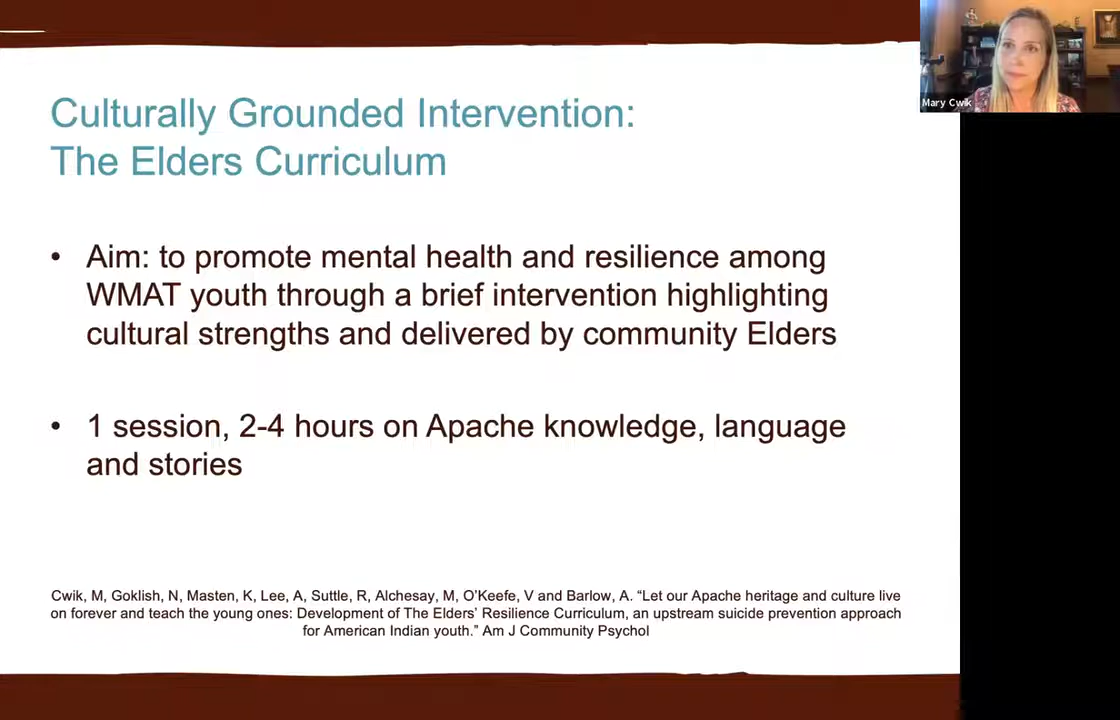 Culturally Grounded Intervention:
The Elders Curriculum
• Aim: to promote mental health and resilience among
WMAT youth through a brief intervention highlighting
cultural strengths and delivered by community Elders
• 1 session, 2-4 hours on Apache knowledge, language
and stories
Cwik, M, Goklish, N, Masten, K, Lee, A, Suttle, R, Alchesay, M, O’Keefe, V and Barlow, A. “Let our Apache heritage and culture live
on forever and teach the young ones: Development of The Elders’ Resilience Curriculum, an upstream suicide prevention approach
for American Indian youth.” Am J Community Psychol
Mary Cwik